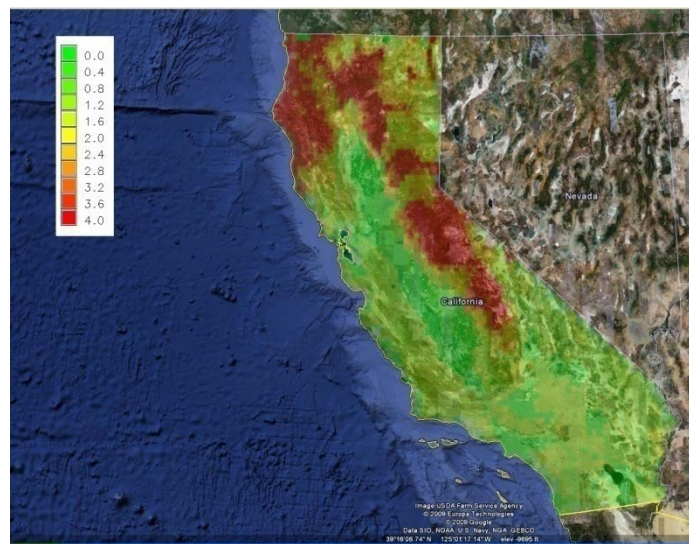 0.0
0.4
0.8
1.2
1.6
2.0
2.4
2.8
3.2
3.6
4.0
Nevada
California
Image USDA Farm Service Agency
© 2009 Europa Technologies
© 2009 Google
Data SIO, NOAA, U.S. Navy, NGA, GEBCO
39°16'06.74" N 125°01'17.14" W elev -9695 ft